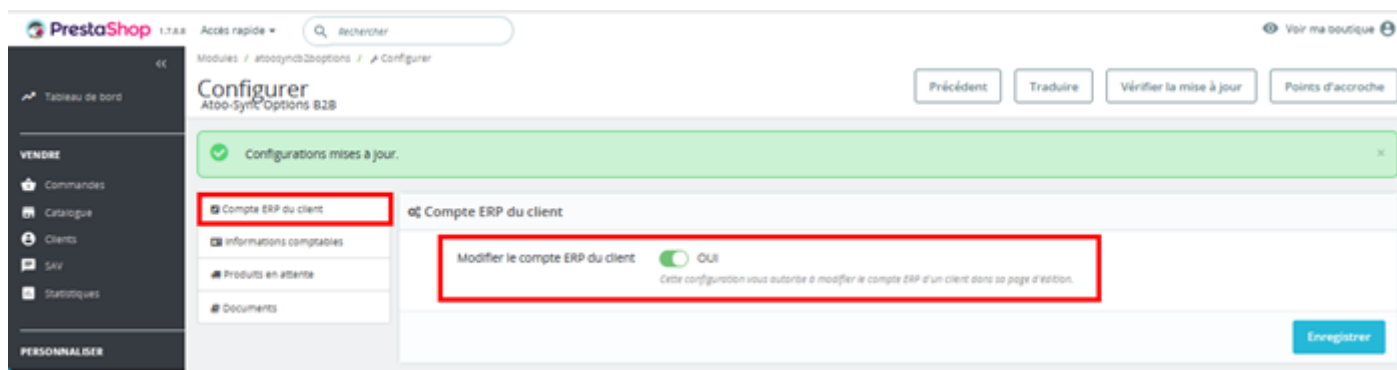 PrestaShop 1.7.8.8 Accès rapide Rechercher Voir ma boutique
Modules / atoosyncb2boptions / Configurer
Configurer
Atoo-Sync Options B2B
Précédent Traduire Vérifier la mise à jour Points d'accroche
Tableau de bord
VENDRE
Commandes
Catalogue
Clients
SAV
Statistiques
PERSONNALISER
Configurations mises à jour.
Compte ERP du client
Informations comptables
Produits en attente
Documents
Compte ERP du client
Modifier le compte ERP du client OUI
Cette configuration vous autorise à modifier le compte ERP d'un client dans sa page d'édition.
Enregistrer